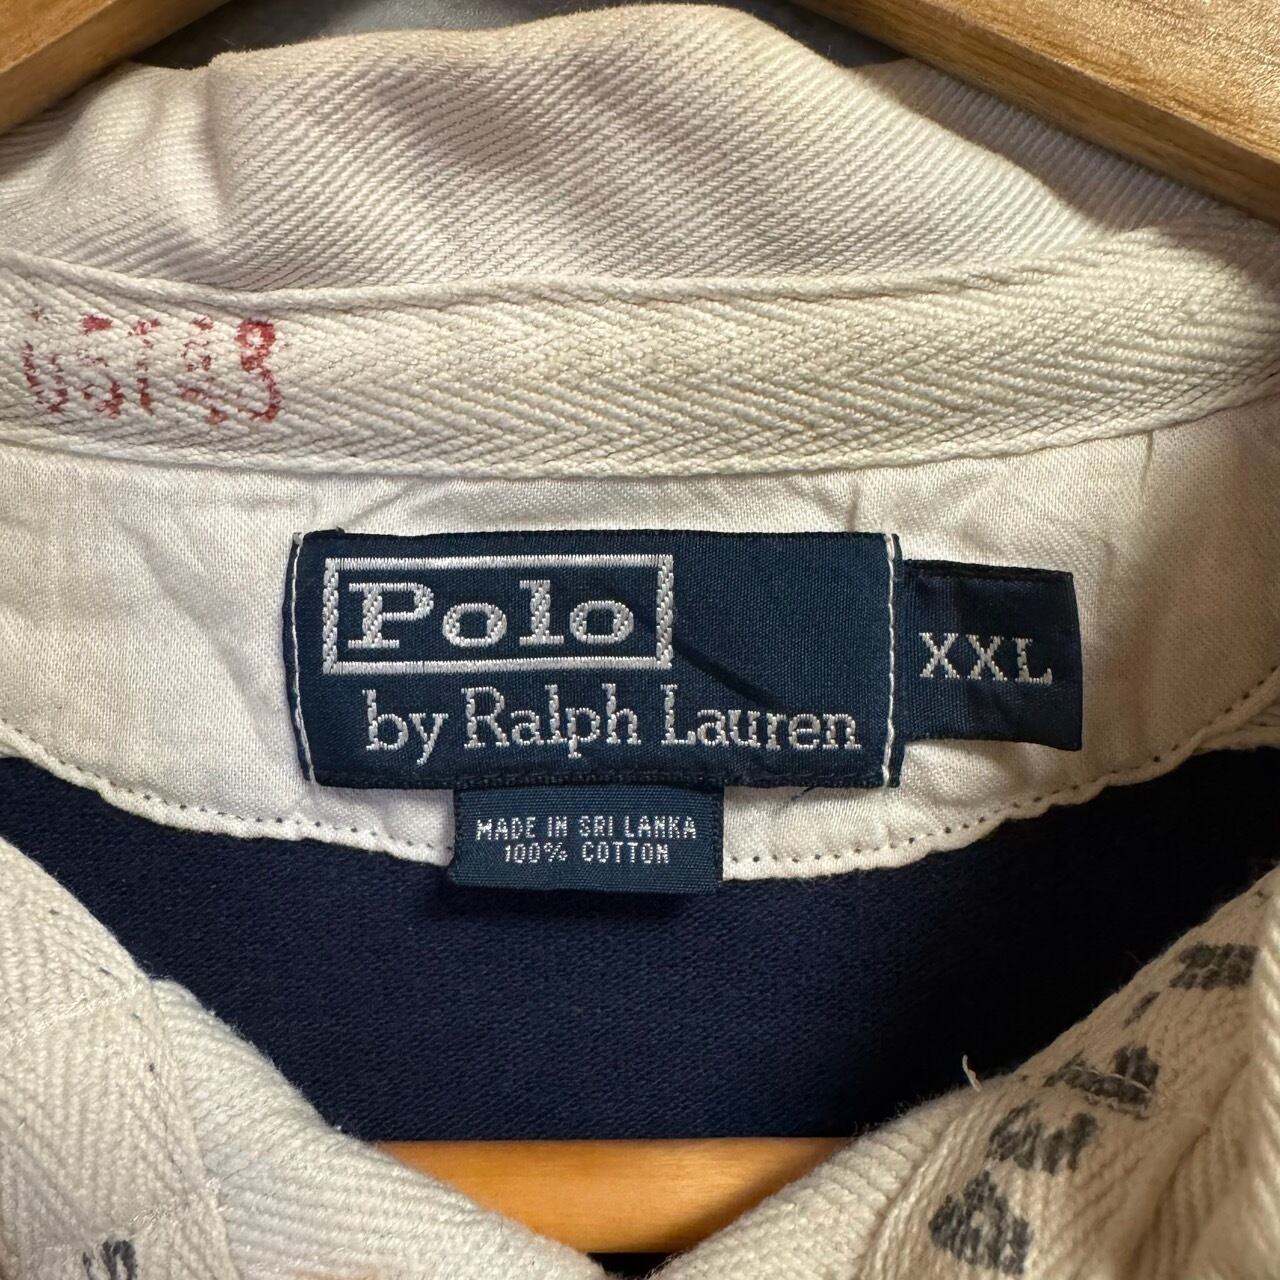 Polo
by Ralph Lauren
XXL
MADE IN SRI LANKA
100% COTTON